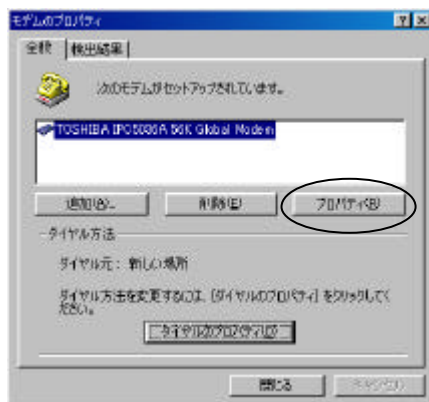 モデムのプロパティ
全般 検出結果
次のモデムがセットアップされています。
TOSHIBA IPC5036A 56K Global Modem
追加(A)... 削除(E) プロパティ(R)
ダイヤル方法
ダイヤル元： 新しい場所
ダイヤル方法を変更するには、[ダイヤルのプロパティ] をクリックしてく
ださい。
ダイヤルのプロパティ(D)
閉じる キャンセル